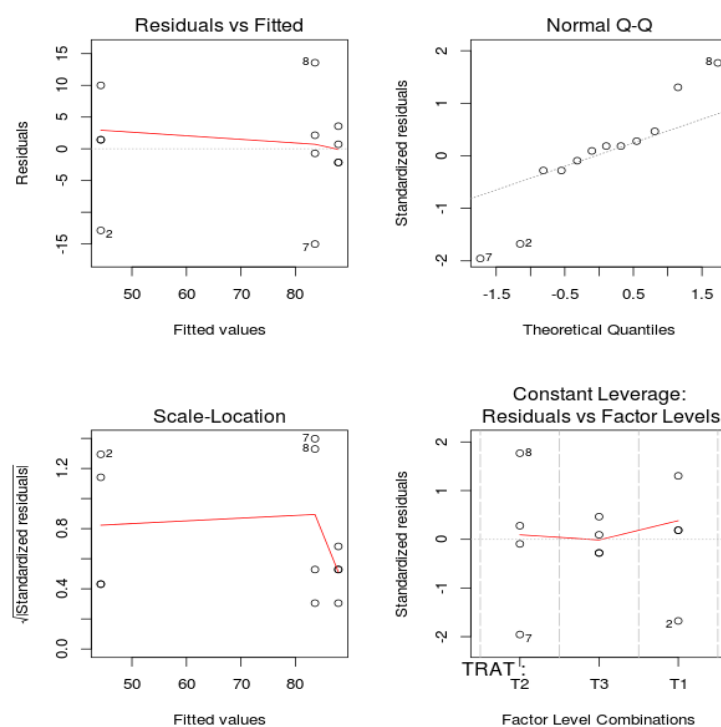 Residuals vs Fitted
Residuals
15
5
0
-5
-15
8
2
7
50 60 70 80
Fitted values
Normal Q-Q
Standardized residuals
2
1
0
-1
-2
8
2
7
-1.5 -0.5 0.5 1.5
Theoretical Quantiles
Scale-Location
√|Standardized residuals|
1.2
0.8
0.4
0.0
2
7
8
50 60 70 80
Fitted values
Constant Leverage:
Residuals vs Factor Levels
Standardized residuals
2
1
0
-1
-2
8
7
2
TRAT :
T2 T3 T1
Factor Level Combinations